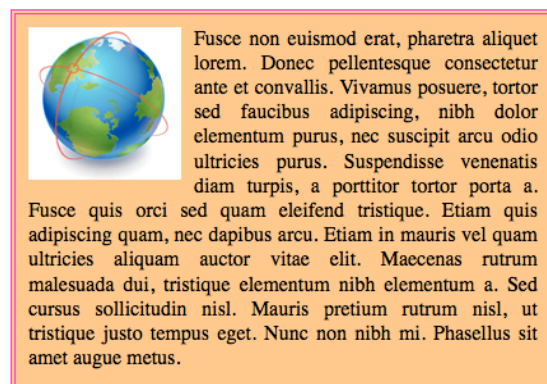 Fusce non euismod erat, pharetra aliquet
lorem. Donec pellentesque consectetur
ante et convallis. Vivamus posuere, tortor
sed faucibus adipiscing, nibh dolor
elementum purus, nec suscipit arcu odio
ultricies purus. Suspendisse venenatis
diam turpis, a porttitor tortor porta a.
Fusce quis orci sed quam eleifend tristique. Etiam quis
adipiscing quam, nec dapibus arcu. Etiam in mauris vel quam
ultricies aliquam auctor vitae elit. Maecenas rutrum
malesuada dui, tristique elementum nibh elementum a. Sed
cursus sollicitudin nisl. Mauris pretium rutrum nisl, ut
tristique justo tempus eget. Nunc non nibh mi. Phasellus sit
amet augue metus.